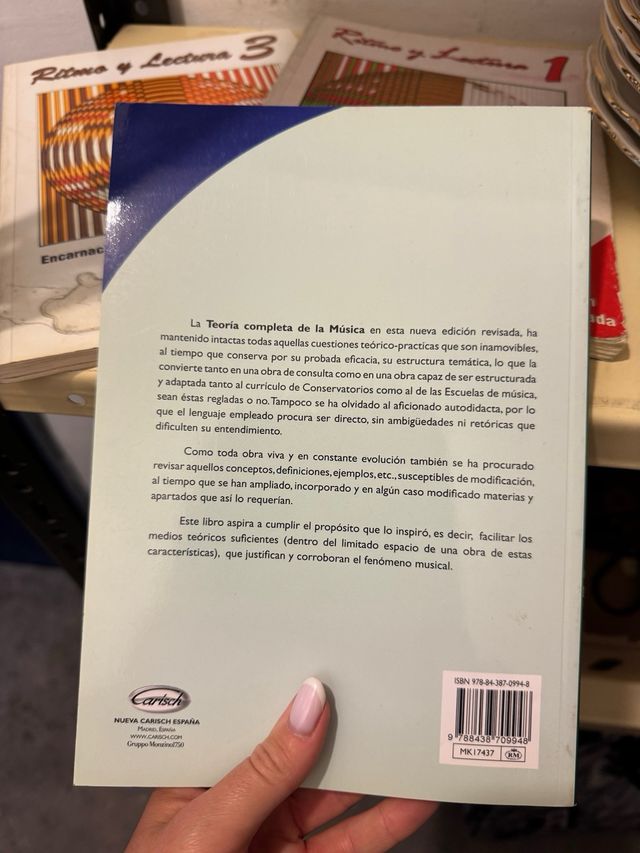 Ritmo y Lectura 3
Ritmo y Lectura 1
La Teoría completa de la Música en esta nueva edición revisada, ha
mantenido intactas todas aquellas cuestiones teórico-practicas que son inamovibles,
al tiempo que conserva por su probada eficacia, su estructura temática, lo que la
convierte tanto en una obra de consulta como en una obra capaz de ser estructurada
y adaptada tanto al currículo de Conservatorios como al de las Escuelas de música,
sean éstas regladas o no. Tampoco se ha olvidado al aficionado autodidacta, por lo
que el lenguaje empleado procura ser directo, sin ambigüedades ni retóricas que
dificulten su entendimiento.
Como toda obra viva y en constante evolución también se ha procurado
revisar aquellos conceptos, definiciones, ejemplos, etc., susceptibles de modificación,
al tiempo que se han ampliado, incorporado y en algún caso modificado materias y
apartados que así lo requerían.
Este libro aspira a cumplir el propósito que lo inspiró, es decir, facilitar los
medios teóricos suficientes (dentro del limitado espacio de una obra de estas
características), que justifican y corroboran el fenómeno musical.
Carisch
NUEVA CARISCH ESPAÑA
MADRID, ESPAÑA
WWW.CARISCH.COM
Gruppo Monzino1750
ISBN 978-84-387-0994-8
9 788438 709948
MK17437
RM